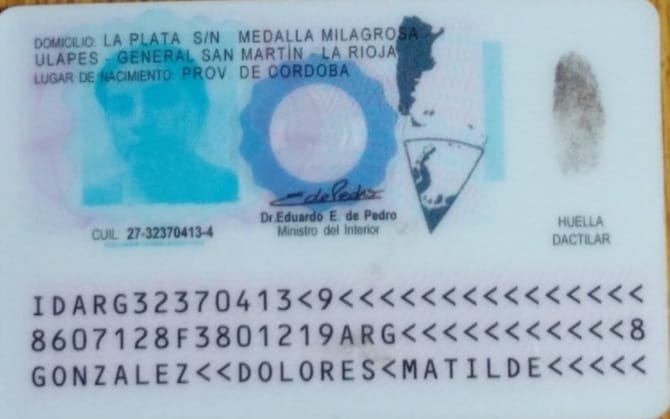 DOMICILIO: LA PLATA S/N MEDALLA MILAGROSA
ULAPES - GENERAL SAN MARTÍN - LA RIOJA
LUGAR DE NACIMIENTO: PROV. DE CORDOBA
CUIL: 27-32370413-4
Dr.Eduardo E. de Pedro
Ministro del Interior
HUELLA
DACTILAR
IDARG32370413<9<<<<<<<<<<<<<<<
8607128F3801219ARG<<<<<<<<<<<8
GONZALEZ<<DOLORES<MATILDE<<<<<